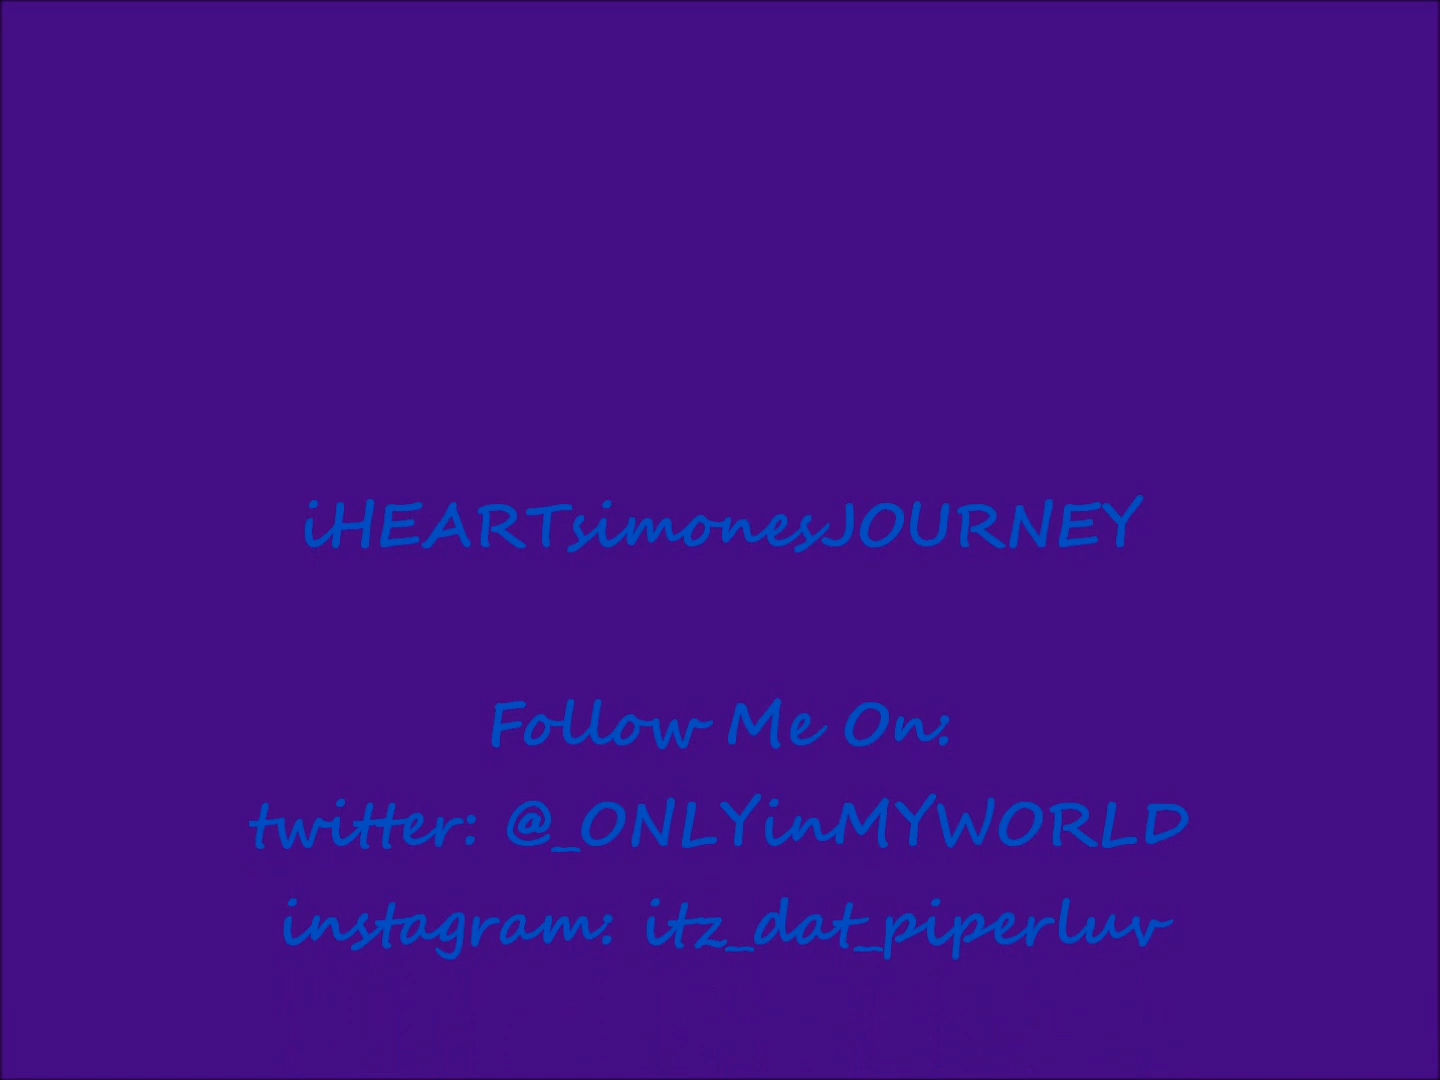 iHEARTsimonesJOURNEY
Follow Me On:
twitter: @_ONLYinMYWORLD
instagram: itz_dat_piperluv